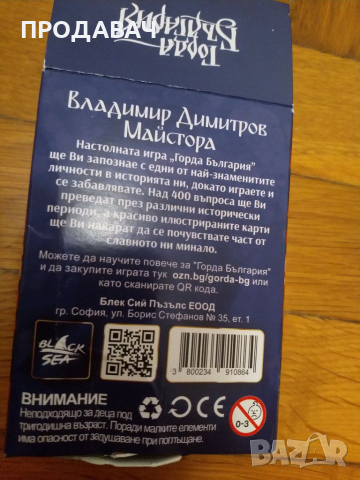 ПРОДАВАЧ
Горда
България
Владимир Димитров
Майстора
Настолната игра „Горда България"
ще Ви запознае с едни от най-знаменитите
личности в историята ни, докато играете и
се забавлявате. Над 400 въпроса ще Ви
преведат през различни исторически
периоди, а красиво илюстрираните карти
ще Ви накарат да се почувствате част от
славното ни минало.
Можете да научите повече за "Горда България"
и да закупите играта тук ozn.bg/gorda-bg или
като сканирате QR кода.
Блек Сий Пъзълс ЕООД
гр. София, ул. Борис Стефанов № 35, ет. 1
BLACK
SEA
3 800234 910864
ВНИМАНИЕ
Неподходящо за деца под
тригодишна възраст. Поради малките елементи
има опасност от задушаване при поглъщане.
CE
0-3
BAZAR